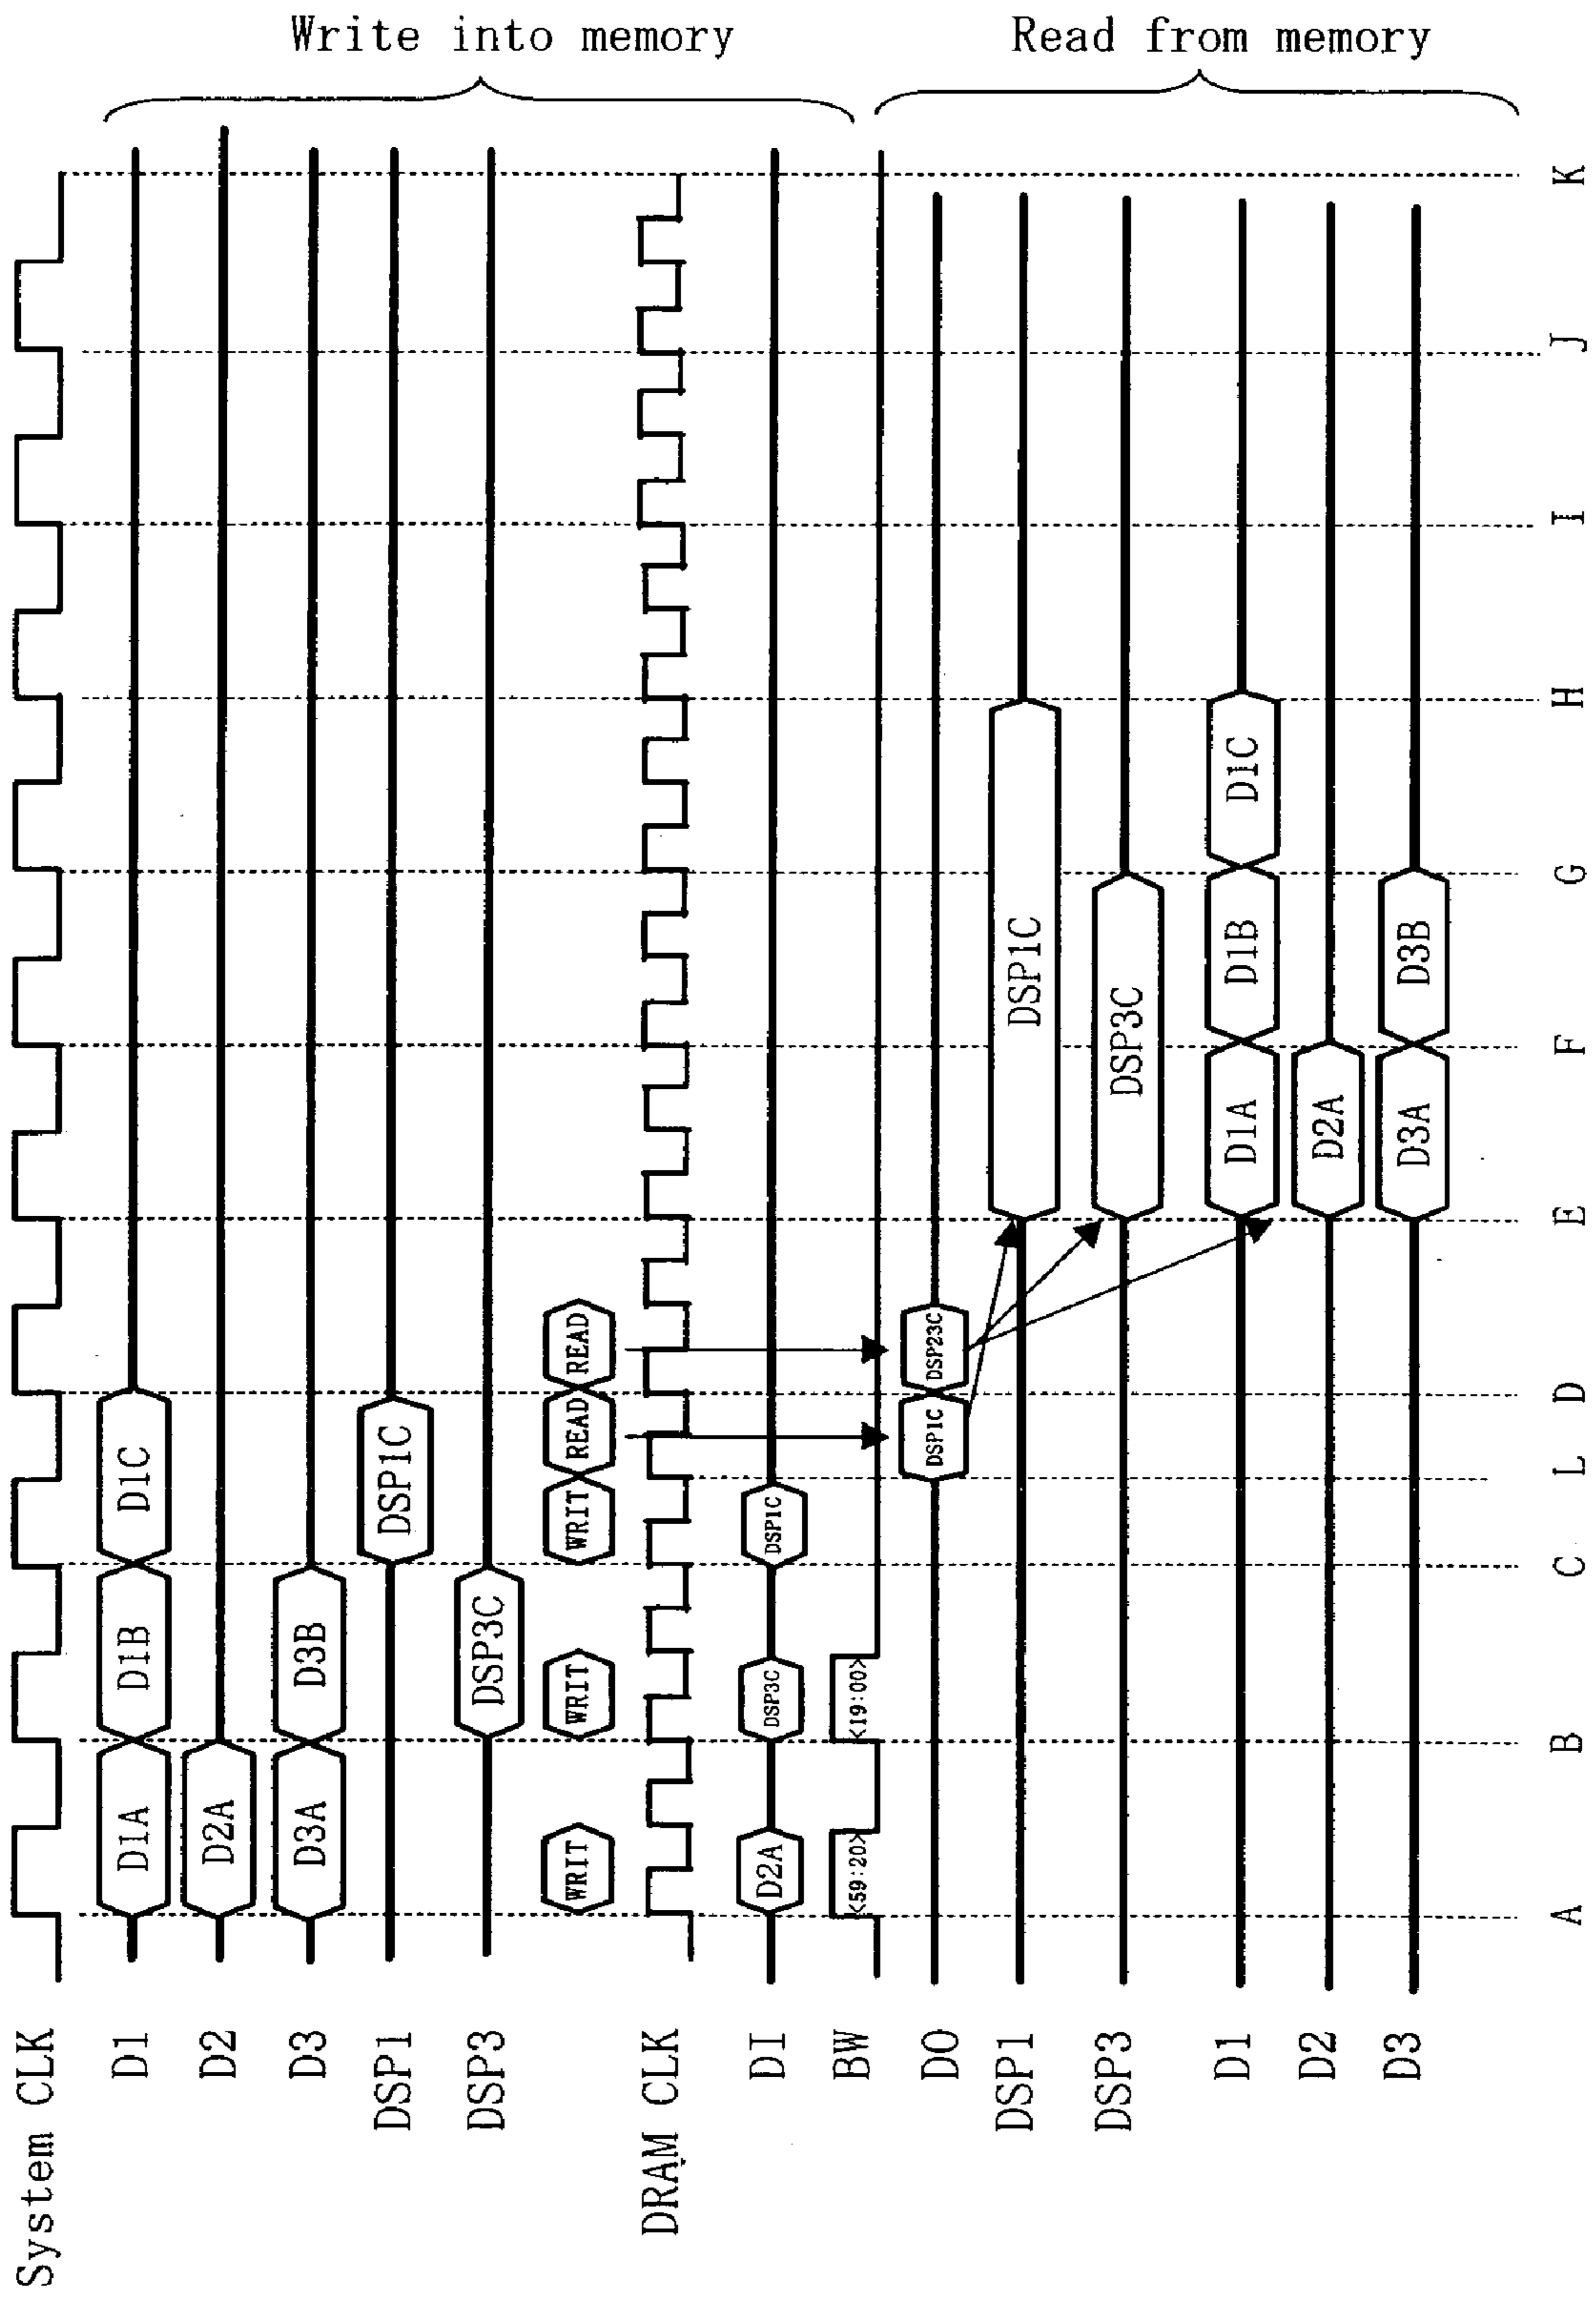 Write into memory
Read from memory
System CLK
D1 D1A D1B D1C
D2 D2A
D3 D3A D3B
DSP1 DSP1C
DSP3 DSP3C
WRIT WRIT WRIT READ READ
DRAM CLK
DI D2A DSP3C DSP1C
BW <59:20> <19:00>
DO DSP1C DSP23C
DSP1 DSP1C
DSP3 DSP3C
D1 D1A D1B D1C
D2 D2A
D3 D3A D3B
A B C L D E F G H I J K